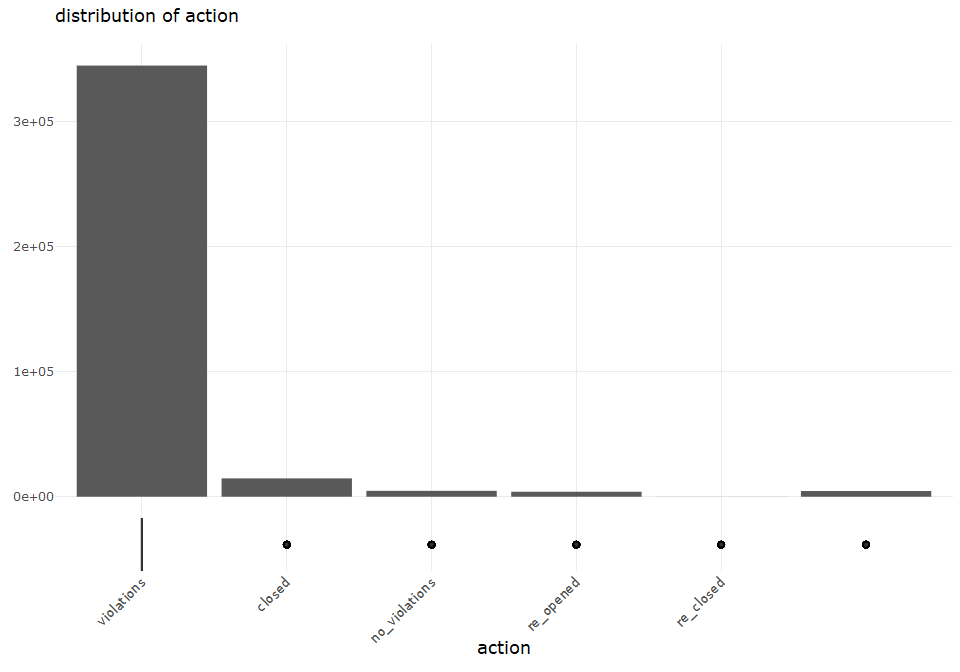 distribution of action
3e+05
2e+05
1e+05
0e+00
violations
closed
no_violations
re_opened
re_closed
action